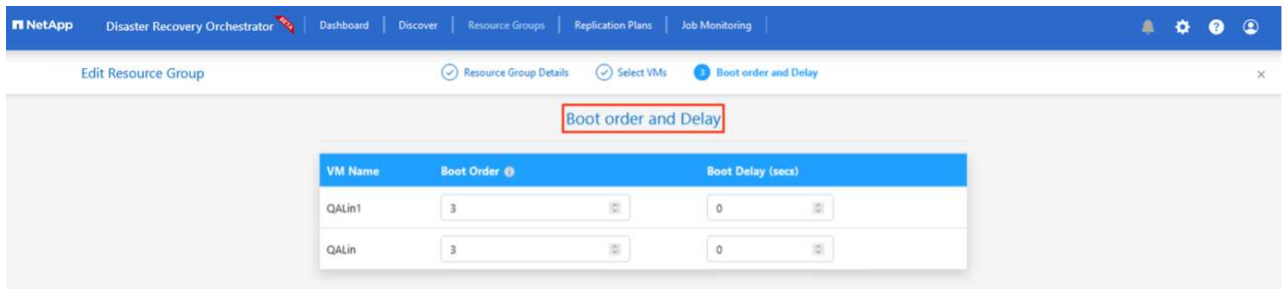 NetApp Disaster Recovery Orchestrator BETA Dashboard Discover Resource Groups Replication Plans Job Monitoring ?
Edit Resource Group Resource Group Details Select VMs 3 Boot order and Delay ×
Boot order and Delay
VM Name Boot Order i Boot Delay (secs)
QALin1 3 0
QALin 3 0